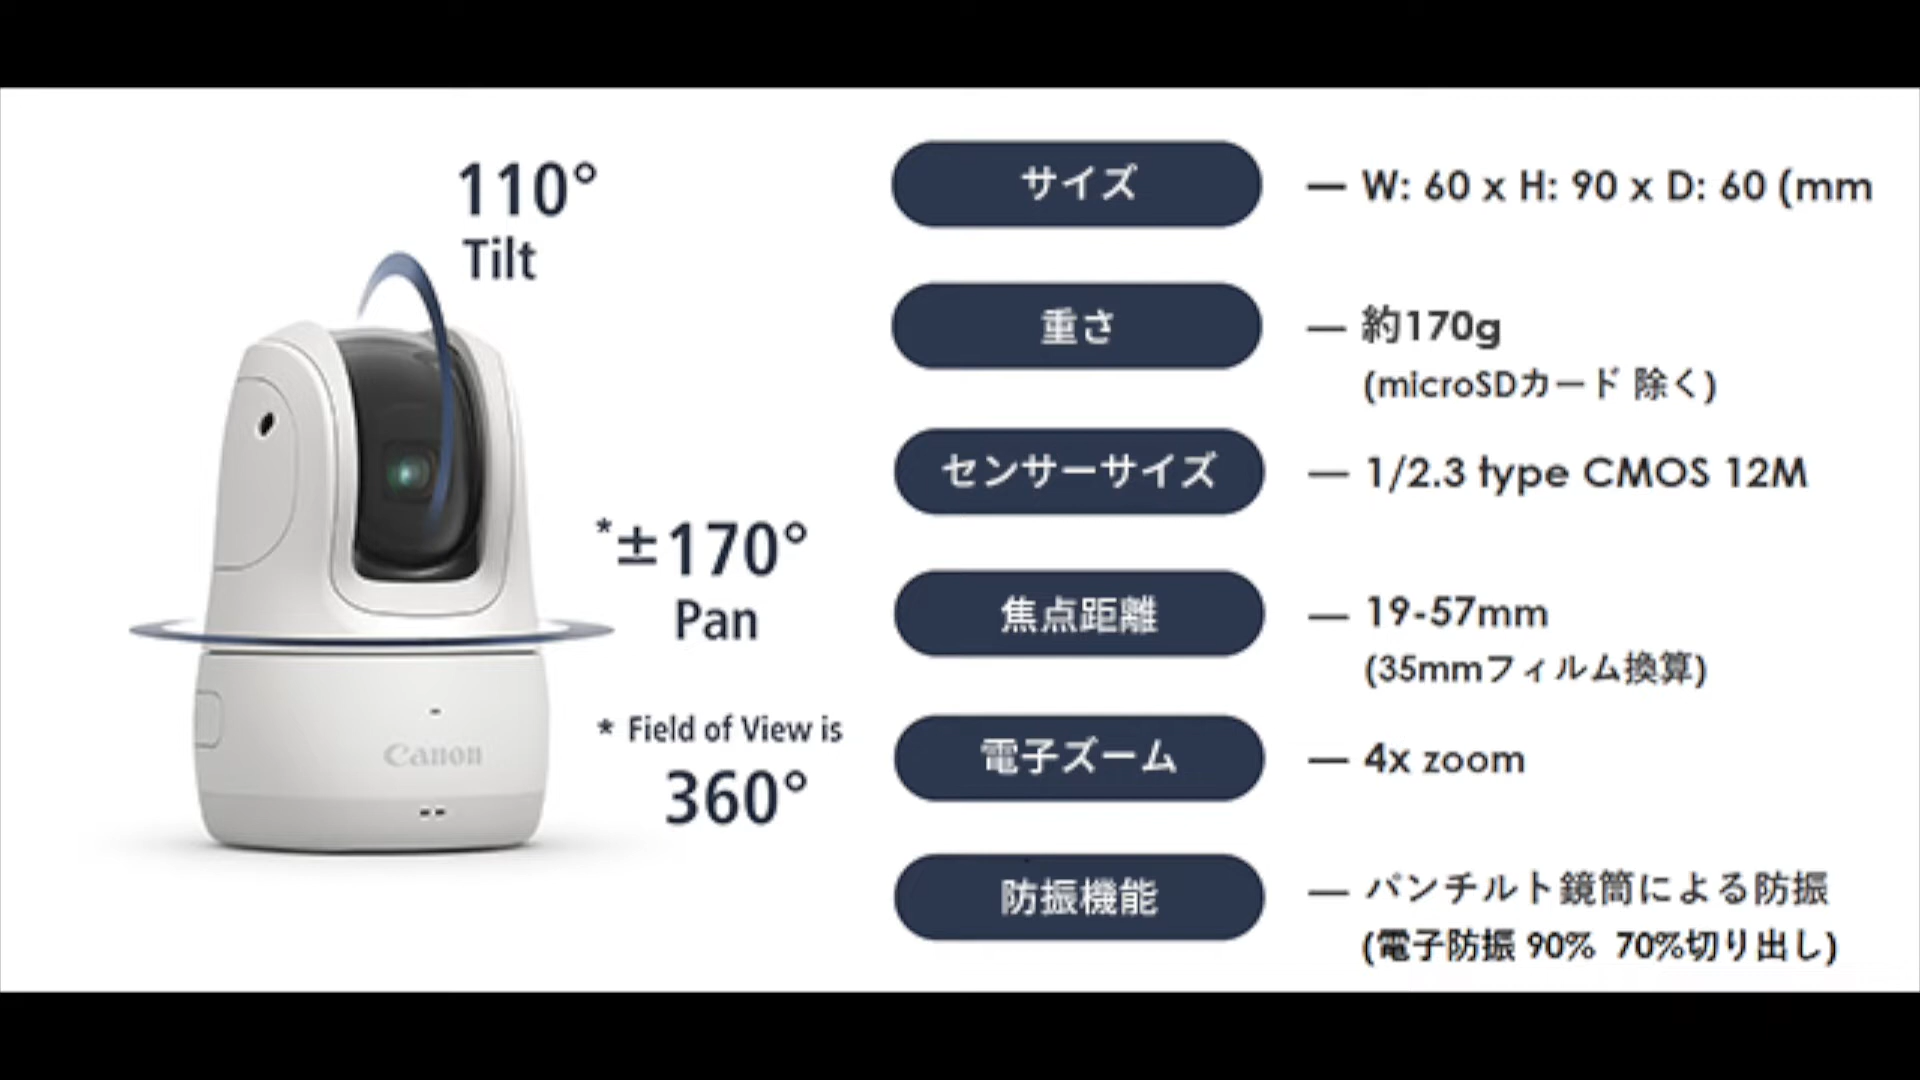 110°
Tilt
*±170°
Pan
* Field of View is
360°
Canon
サイズ
— W: 60 x H: 90 x D: 60 (mm
重さ
— 約170g
(microSDカード 除く)
センサーサイズ
— 1/2.3 type CMOS 12M
焦点距離
— 19-57mm
(35mmフィルム換算)
電子ズーム
— 4x zoom
防振機能
— パンチルト鏡筒による防振
(電子防振 90% 70%切り出し)